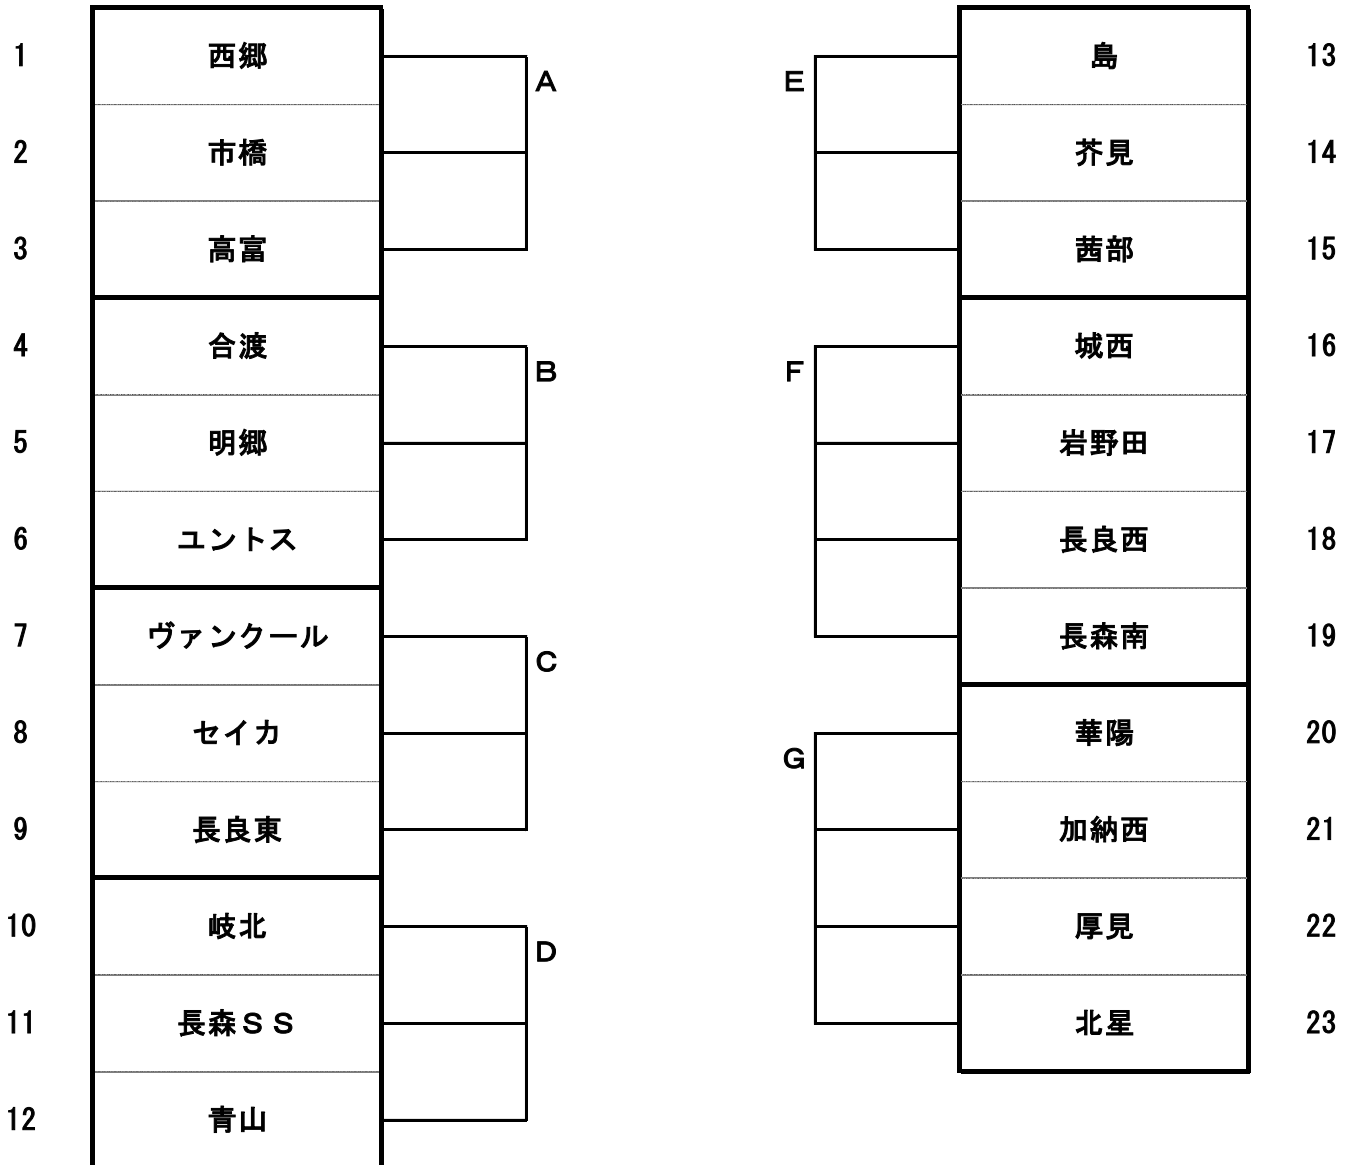 1 西郷
A
2 市橋
3 高富
4 合渡
B
5 明郷
6 ユントス
7 ヴァンクール
C
8 セイカ
9 長良東
10 岐北
D
11 長森ＳＳ
12 青山
島 13
E
芥見 14
茜部 15
城西 16
F
岩野田 17
長良西 18
長森南 19
華陽 20
G
加納西 21
厚見 22
北星 23